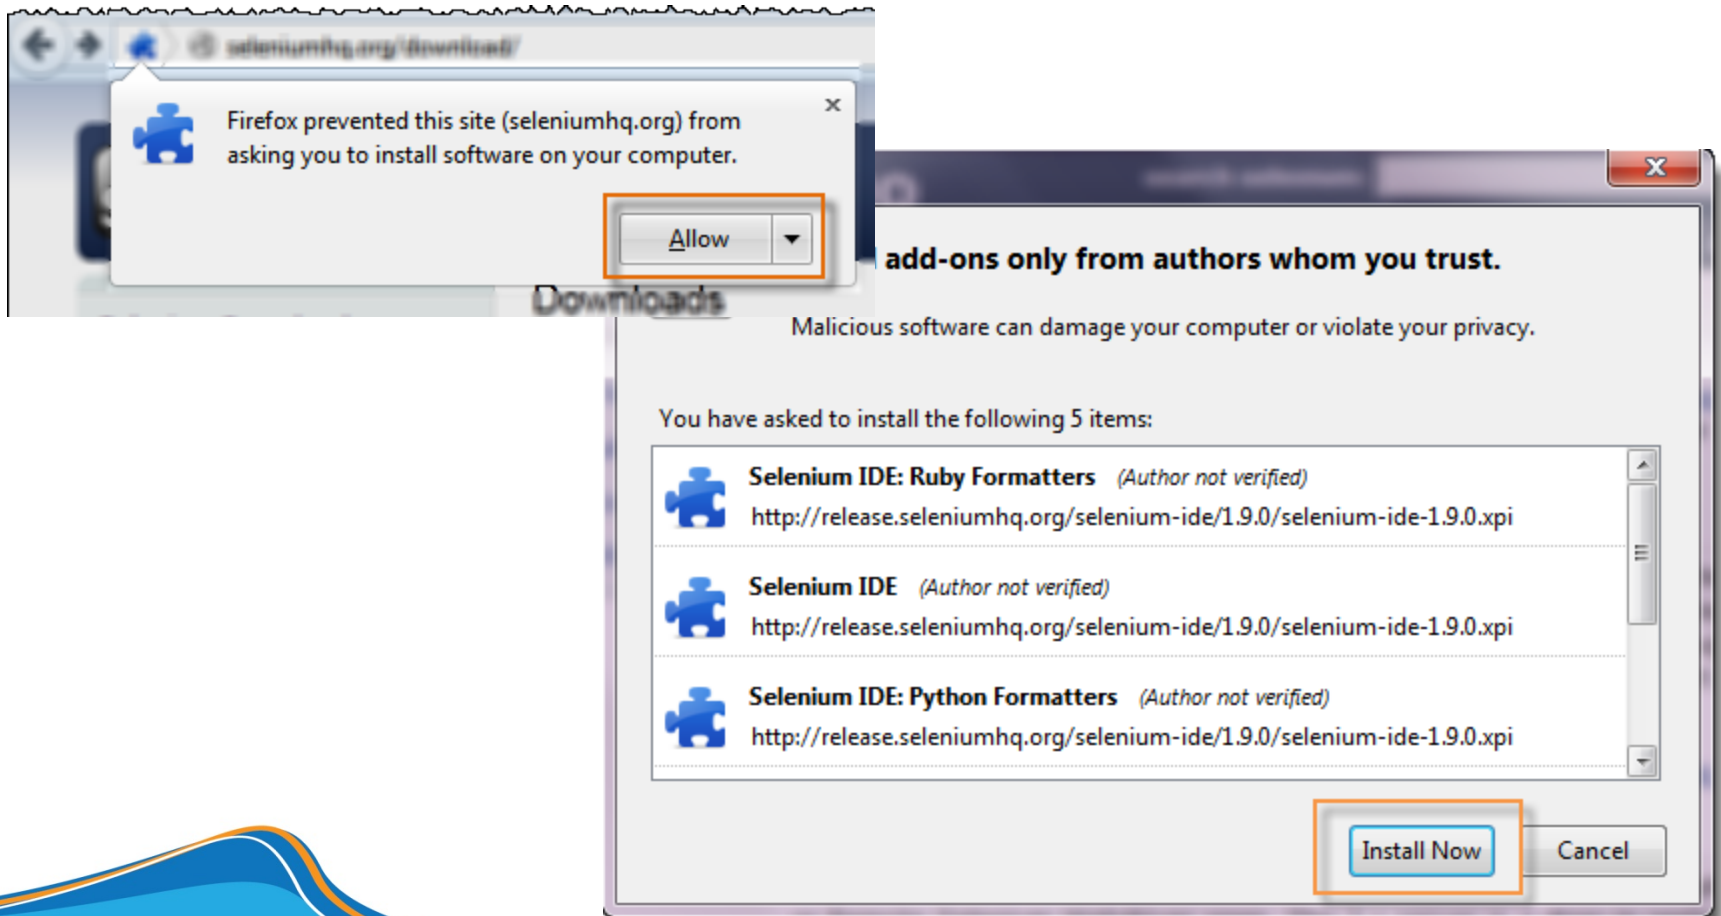 seleniumhq.org/download/
Firefox prevented this site (seleniumhq.org) from
asking you to install software on your computer.
Allow
Downloads
add-ons only from authors whom you trust.
Malicious software can damage your computer or violate your privacy.
You have asked to install the following 5 items:
Selenium IDE: Ruby Formatters (Author not verified)
http://release.seleniumhq.org/selenium-ide/1.9.0/selenium-ide-1.9.0.xpi
Selenium IDE (Author not verified)
http://release.seleniumhq.org/selenium-ide/1.9.0/selenium-ide-1.9.0.xpi
Selenium IDE: Python Formatters (Author not verified)
http://release.seleniumhq.org/selenium-ide/1.9.0/selenium-ide-1.9.0.xpi
Install Now
Cancel